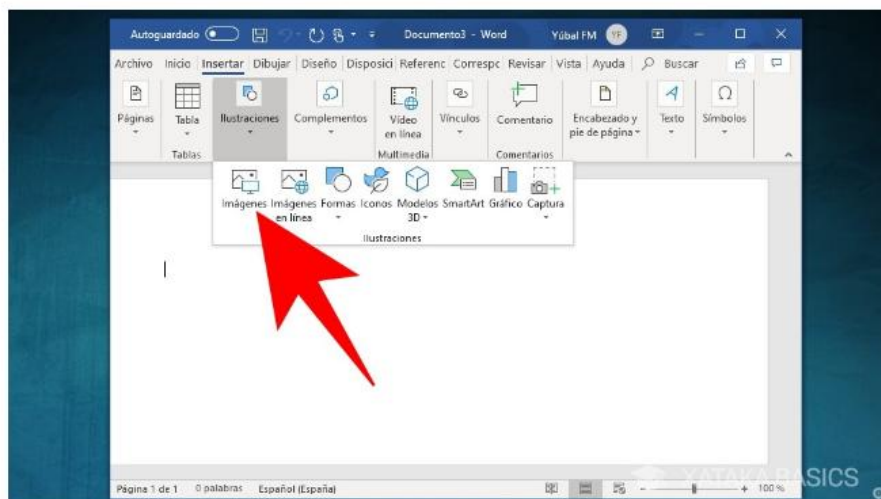 Autoguardado
Documento3 - Word
Yúbal FM
YF
Archivo Inicio Insertar Dibujar Diseño Disposici Referenc Correspc Revisar Vista Ayuda Buscar
Páginas
Tabla
Ilustraciones
Complementos
Vídeo
en línea
Vínculos
Comentario
Encabezado y
pie de página
Texto
Símbolos
Tablas
Multimedia
Comentarios
Imágenes
Imágenes
en línea
Formas
Iconos
Modelos
3D
SmartArt
Gráfico
Captura
Ilustraciones
Página 1 de 1 0 palabras Español (España)
100 %
XATAKA BASICS